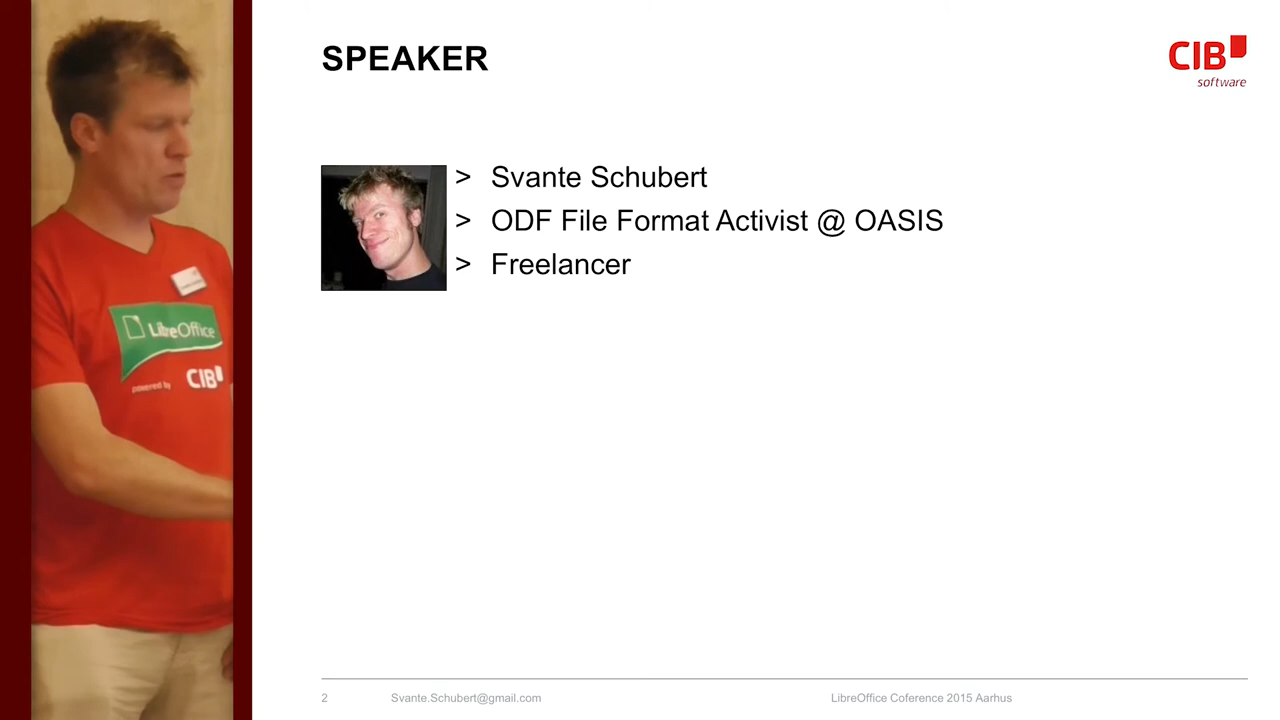 SPEAKER
CIB
software
> Svante Schubert
> ODF File Format Activist @ OASIS
> Freelancer
LibreOffice
powered by CIB
2 Svante.Schubert@gmail.com LibreOffice Coference 2015 Aarhus